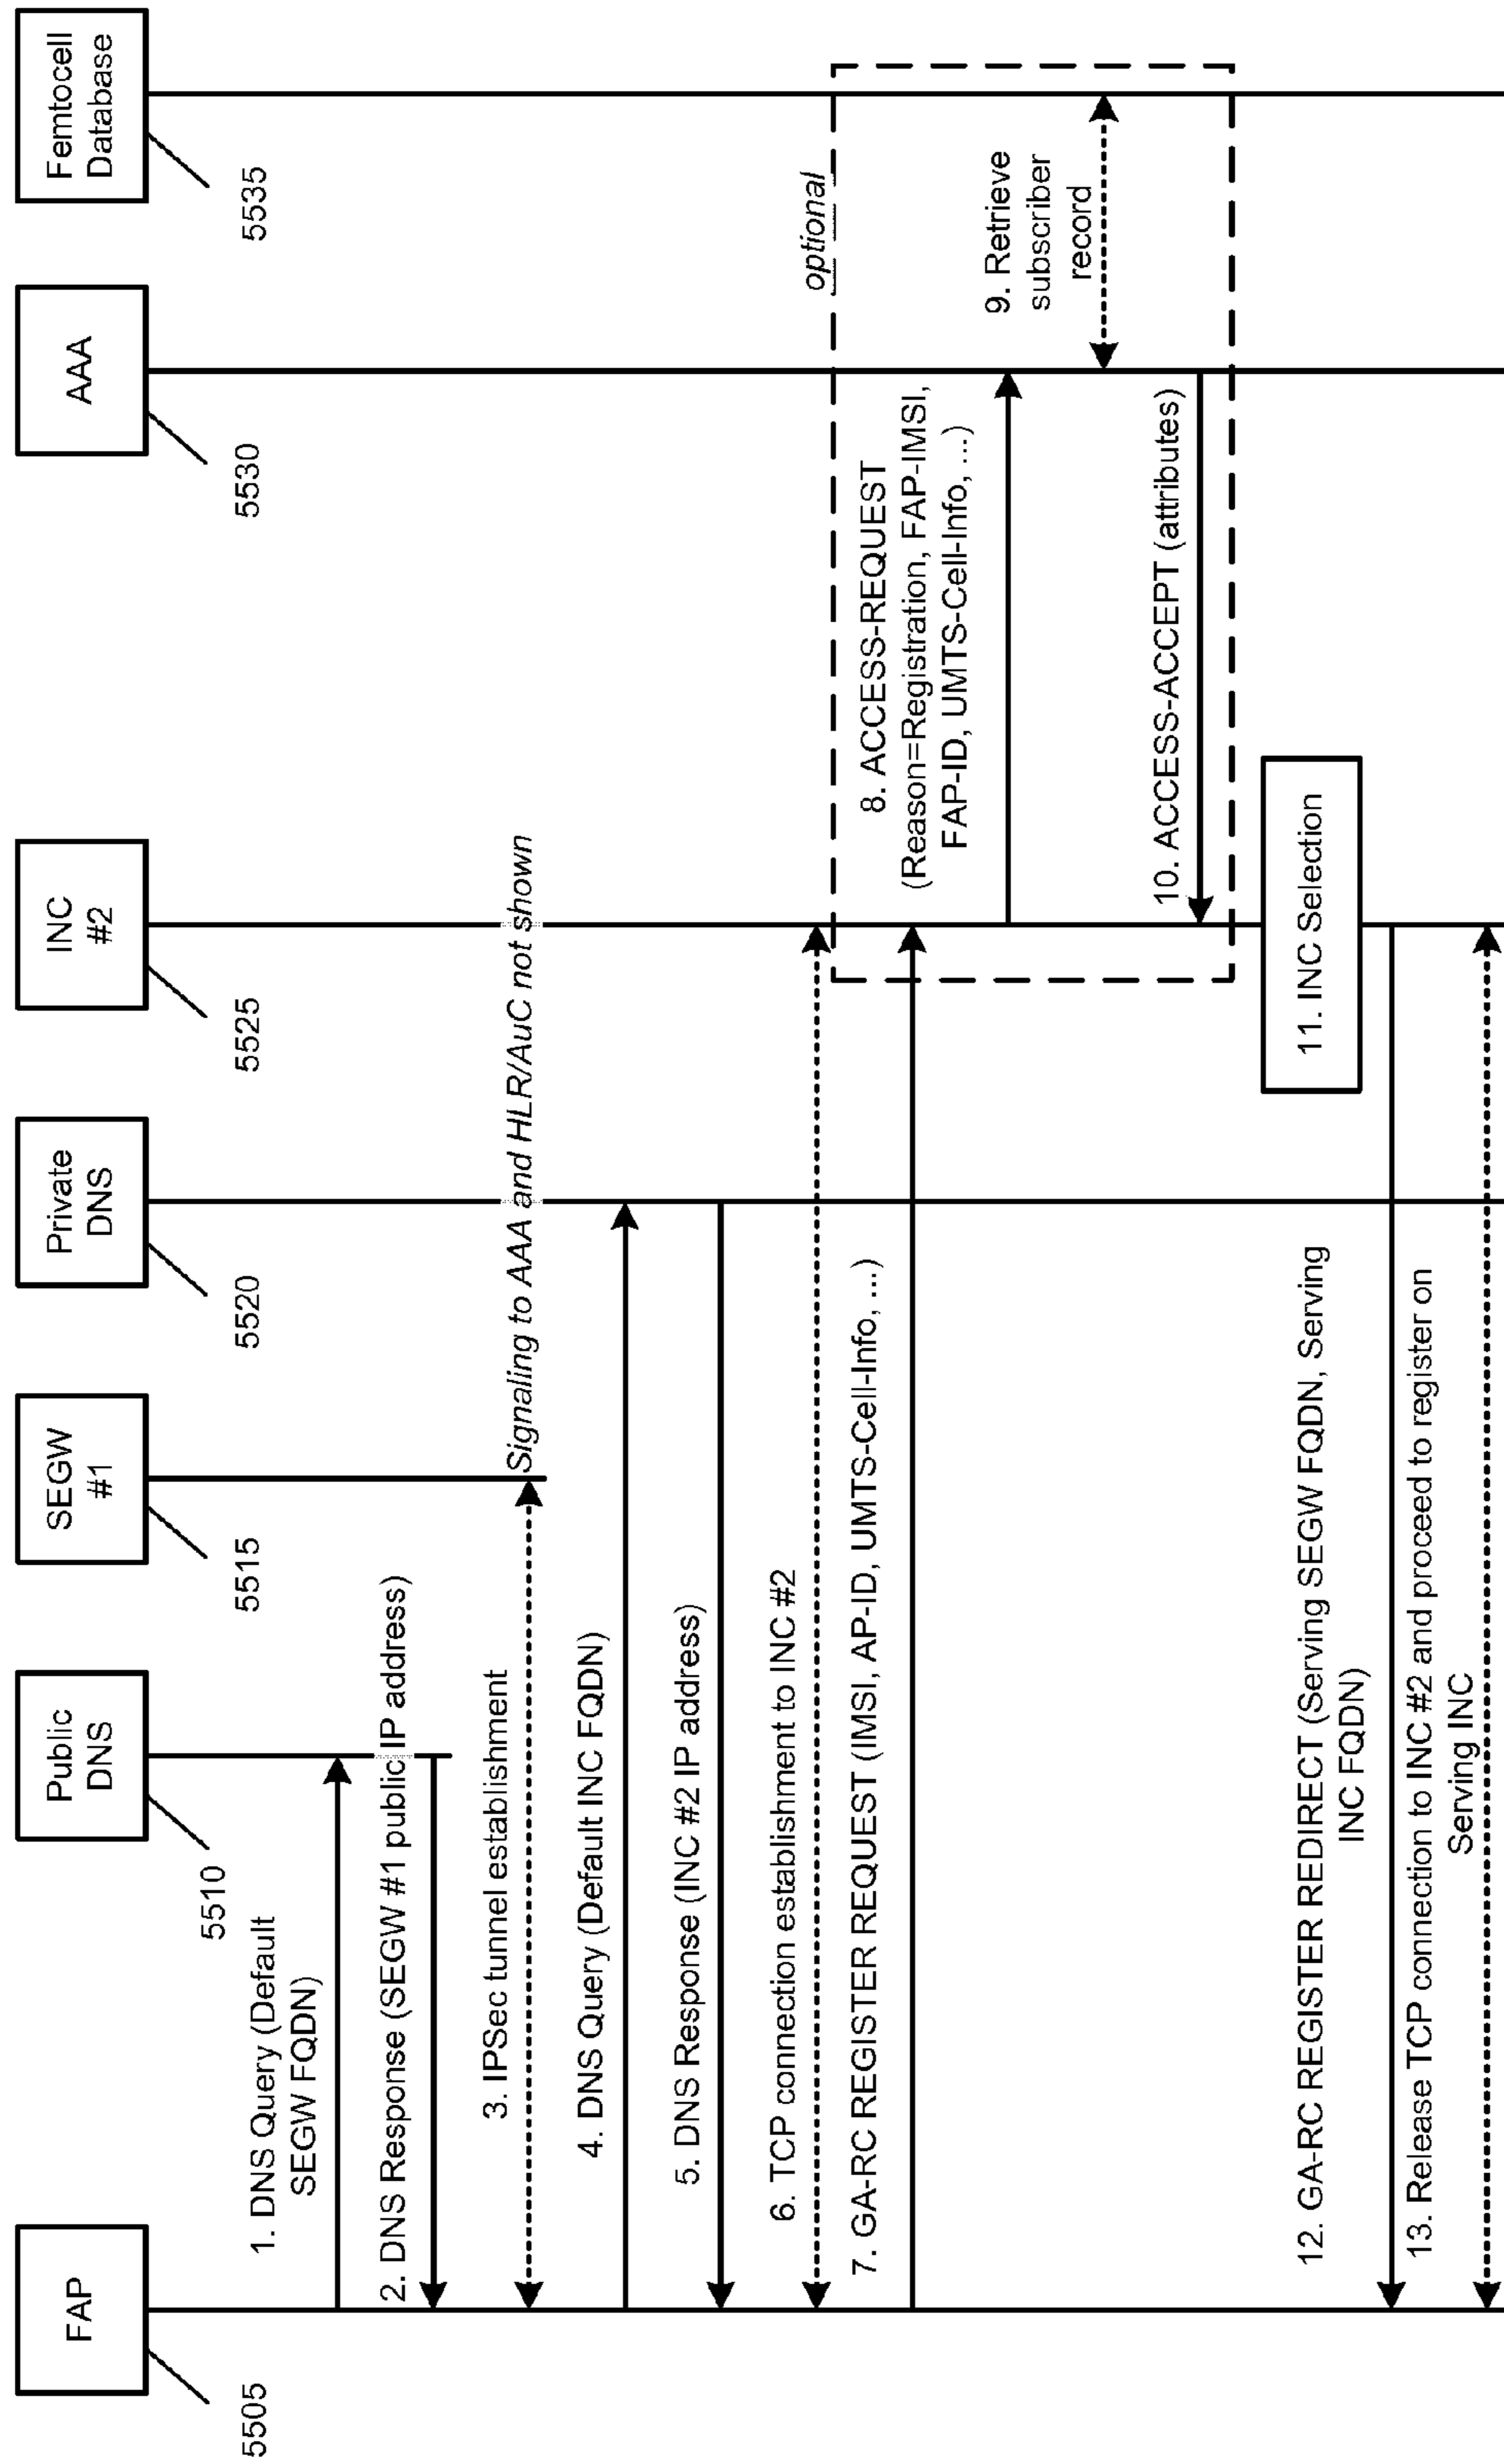 FAP
Public
DNS
SEGW
#1
Private
DNS
INC
#2
AAA
Femtocell
Database
5505
5510
5515
5520
5525
5530
5535
1. DNS Query (Default
SEGW FQDN)
2. DNS Response (SEGW #1 public IP address)
3. IPSec tunnel establishment
Signaling to AAA and HLR/AuC not shown
4. DNS Query (Default INC FQDN)
5. DNS Response (INC #2 IP address)
6. TCP connection establishment to INC #2
optional
7. GA-RC REGISTER REQUEST (IMSI, AP-ID, UMTS-Cell-Info, ...)
8. ACCESS-REQUEST
(Reason=Registration, FAP-IMSI,
FAP-ID, UMTS-Cell-Info, ...)
9. Retrieve
subscriber
record
10. ACCESS-ACCEPT (attributes)
11. INC Selection
12. GA-RC REGISTER REDIRECT (Serving SEGW FQDN, Serving
INC FQDN)
13. Release TCP connection to INC #2 and proceed to register on
Serving INC